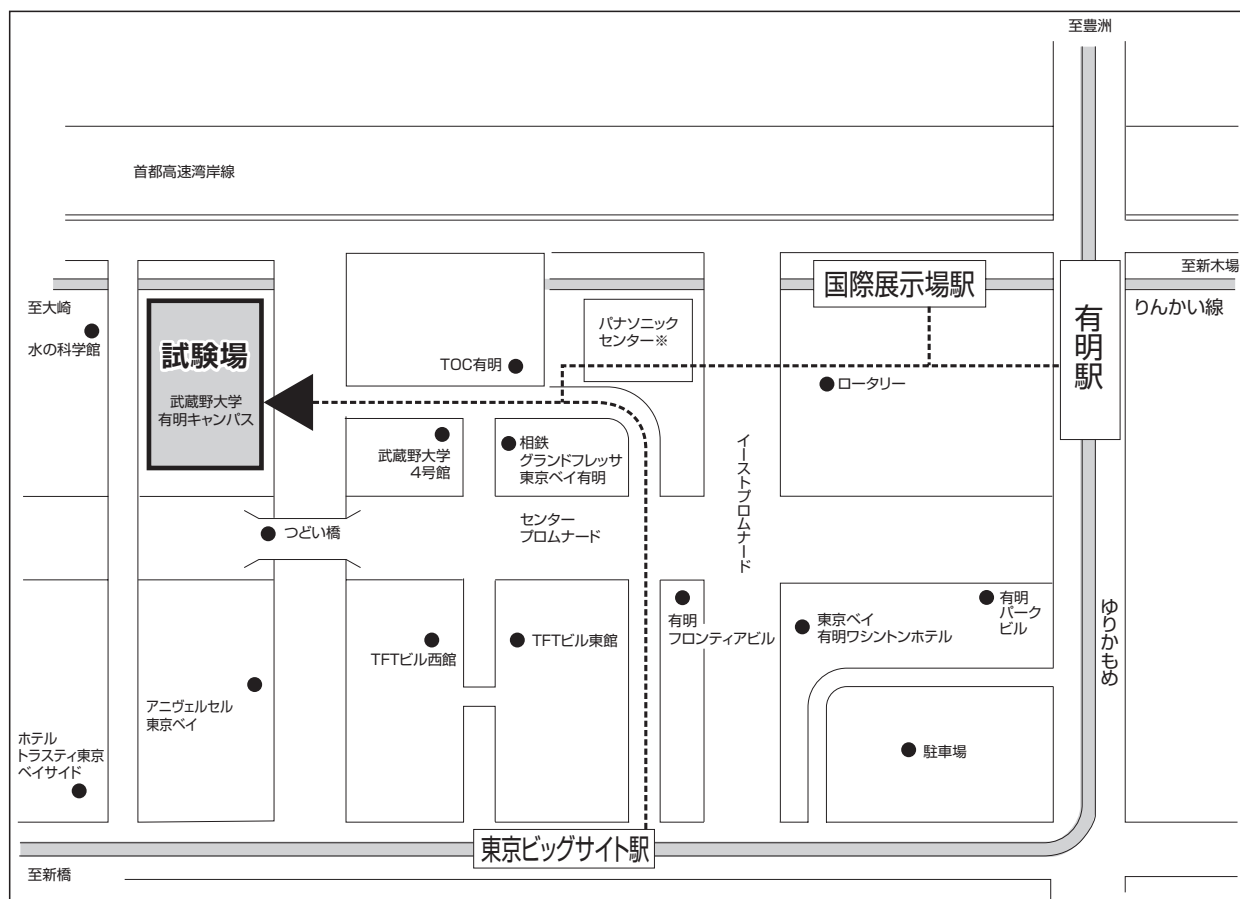 至豊洲
首都高速湾岸線
至新木場
りんかい線
国際展示場駅
有明駅
至大崎
水の科学館
試験場
武蔵野大学
有明キャンパス
TOC有明
パナソニック
センター※
ロータリー
武蔵野大学
4号館
相鉄
グランドフレッサ
東京ベイ有明
イーストプロムナード
センター
プロムナード
つどい橋
有明
フロンティアビル
東京ベイ
有明ワシントンホテル
有明
パーク
ビル
ゆりかもめ
TFTビル西館
TFTビル東館
アニヴェルセル
東京ベイ
ホテル
トラスティ東京
ベイサイド
駐車場
東京ビッグサイト駅
至新橋